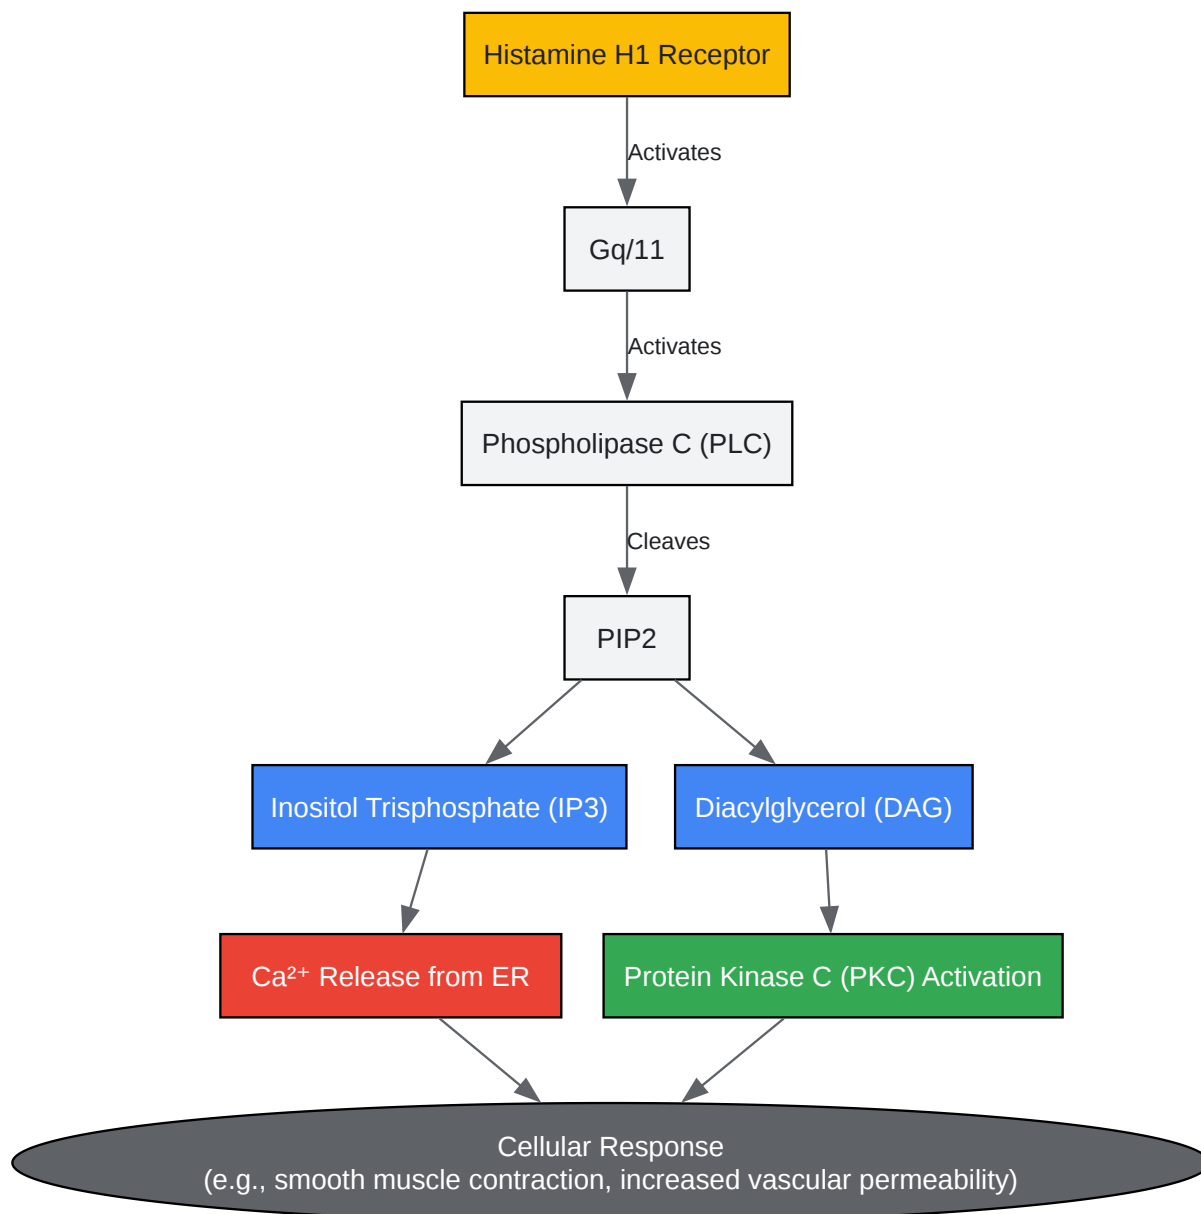 Histamine H1 Receptor
Activates
Gq/11
Activates
Phospholipase C (PLC)
Cleaves
PIP2
Inositol Trisphosphate (IP3)
Diacylglycerol (DAG)
Ca²⁺ Release from ER
Protein Kinase C (PKC) Activation
Cellular Response
(e.g., smooth muscle contraction, increased vascular permeability)